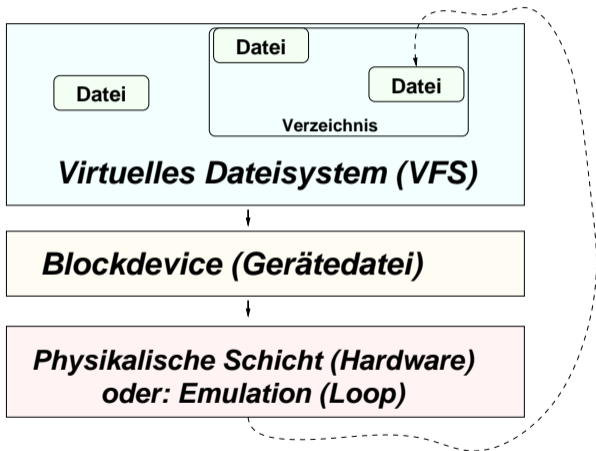 Datei
Datei
Datei
Verzeichnis
Virtuelles Dateisystem (VFS)
Blockdevice (Gerätedatei)
Physikalische Schicht (Hardware)
oder: Emulation (Loop)